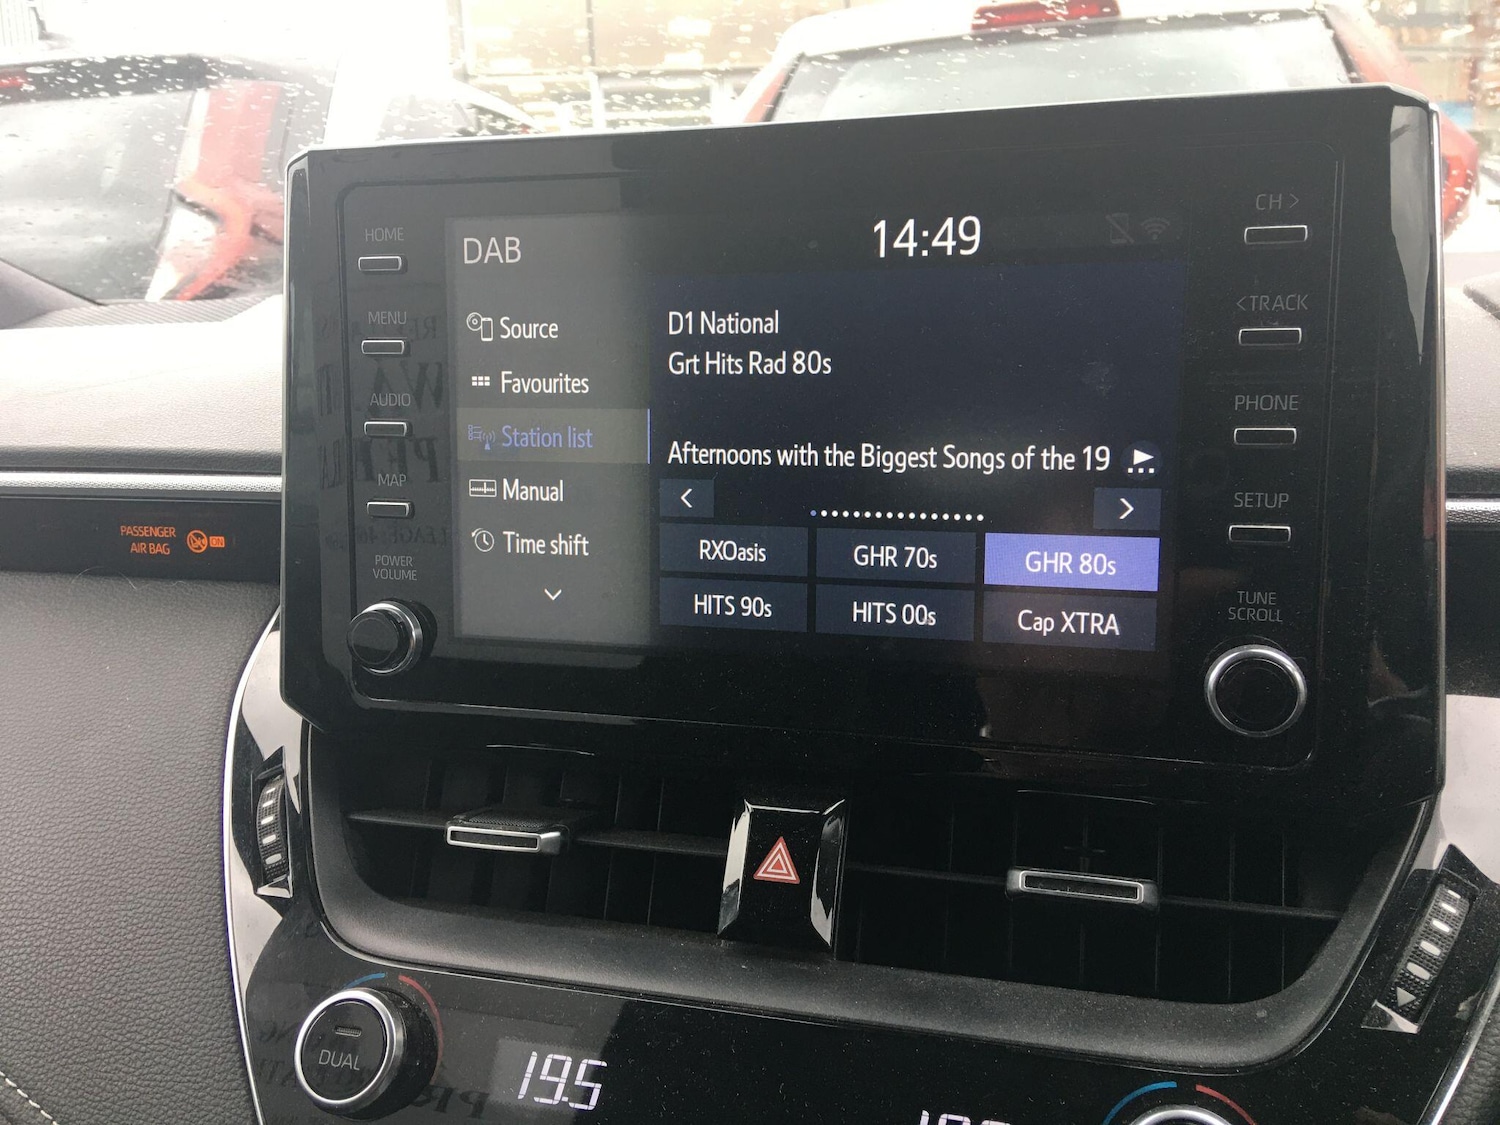 HOME
MENU
AUDIO
MAP
POWER
VOLUME
DAB
14:49
Source
Favourites
Station list
Manual
Time shift
D1 National
Grt Hits Rad 80s
Afternoons with the Biggest Songs of the 19
RXOasis
GHR 70s
GHR 80s
HITS 90s
HITS 00s
Cap XTRA
CH >
<TRACK
PHONE
SETUP
TUNE
SCROLL
PASSENGER
AIR BAG
ON
DUAL
19.5